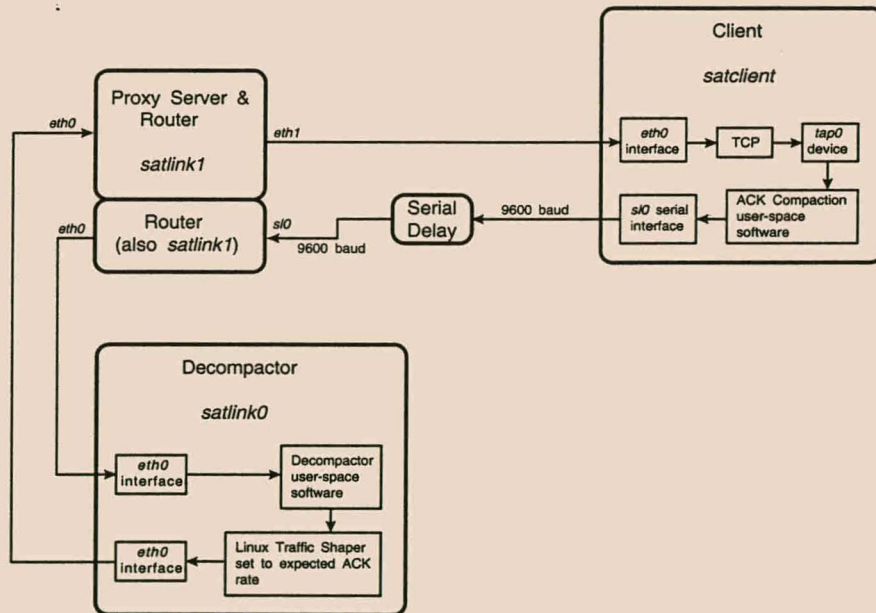 Client
satclient
Proxy Server &
Router
satlink1
eth0
eth1
eth0
interface
TCP
tap0
device
Router
(also satlink1)
eth0
sl0
9600 baud
Serial
Delay
9600 baud
sl0 serial
interface
ACK Compaction
user-space
software
Decompactor
satlink0
eth0
interface
Decompactor
user-space
software
eth0
interface
Linux Traffic Shaper
set to expected ACK
rate